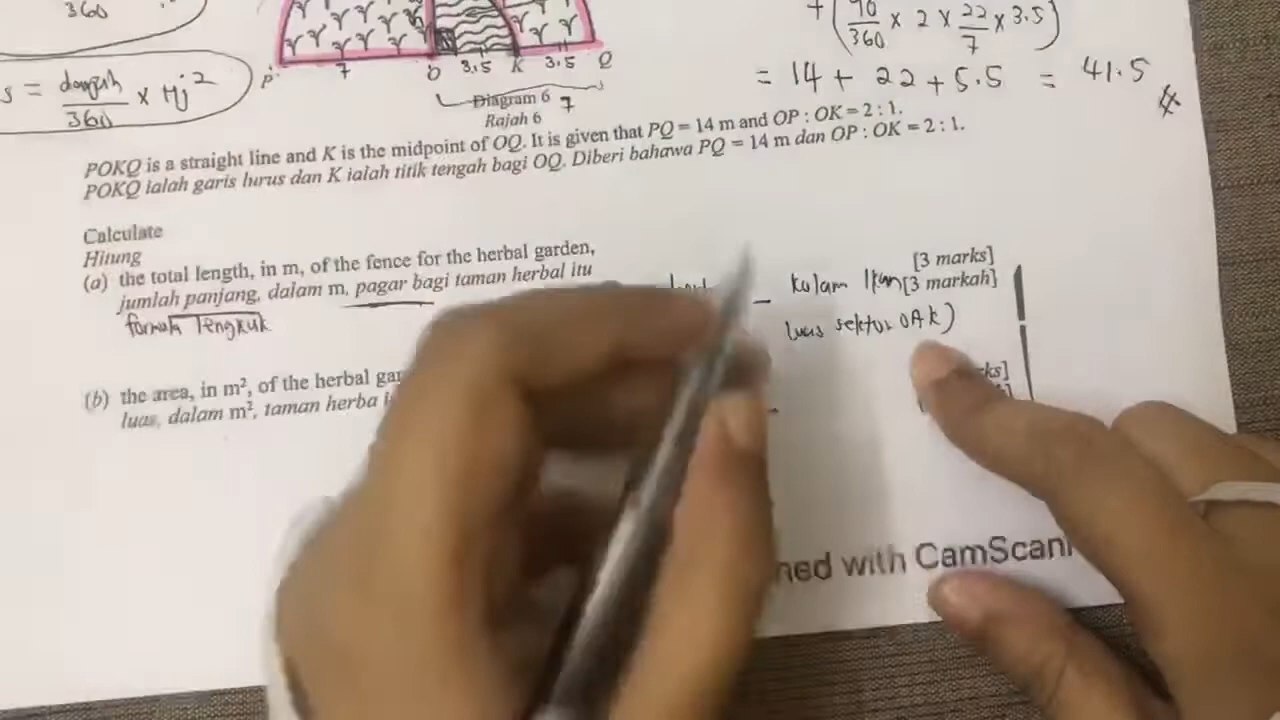 360
s = darjah/360 × πj²
P 7 O 3.5 K 3.5 Q
7
+ (90/360 × 2 × 22/7 × 3.5)
= 14 + 22 + 5.5 = 41.5
Diagram 6
Rajah 6
POKQ is a straight line and K is the midpoint of OQ. It is given that PQ = 14 m and OP : OK = 2 : 1.
POKQ ialah garis lurus dan K ialah titik tengah bagi OQ. Diberi bahawa PQ = 14 m dan OP : OK = 2 : 1.
Calculate
Hitung
(a) the total length, in m, of the fence for the herbal garden,
jumlah panjang, dalam m, pagar bagi taman herbal itu
[3 marks]
[3 markah]
kolam Ikan
luas sektor OAK)
(b) the area, in m², of the herbal
luas, dalam m², taman herba
with CamScan